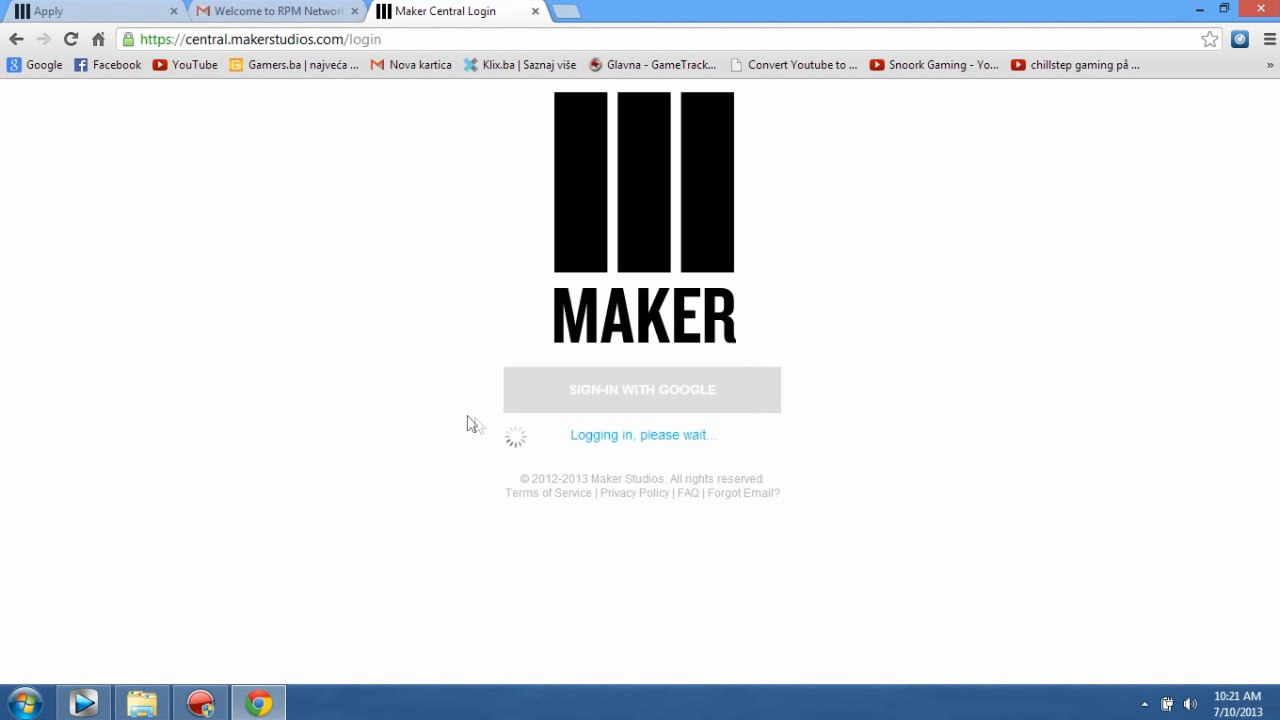 Apply
Welcome to RPM Networ
Maker Central Login
https://central.makerstudios.com/login
Google
Facebook
YouTube
Gamers.ba | najveća ...
Nova kartica
Klix.ba | Saznaj više
Glavna - GameTrack...
Convert Youtube to ...
Snoork Gaming - Yo...
chillstep gaming på ...
»
MAKER
SIGN-IN WITH GOOGLE
Logging in, please wait...
© 2012-2013 Maker Studios. All rights reserved.
Terms of Service | Privacy Policy | FAQ | Forgot Email?
10:21 AM
7/10/2013